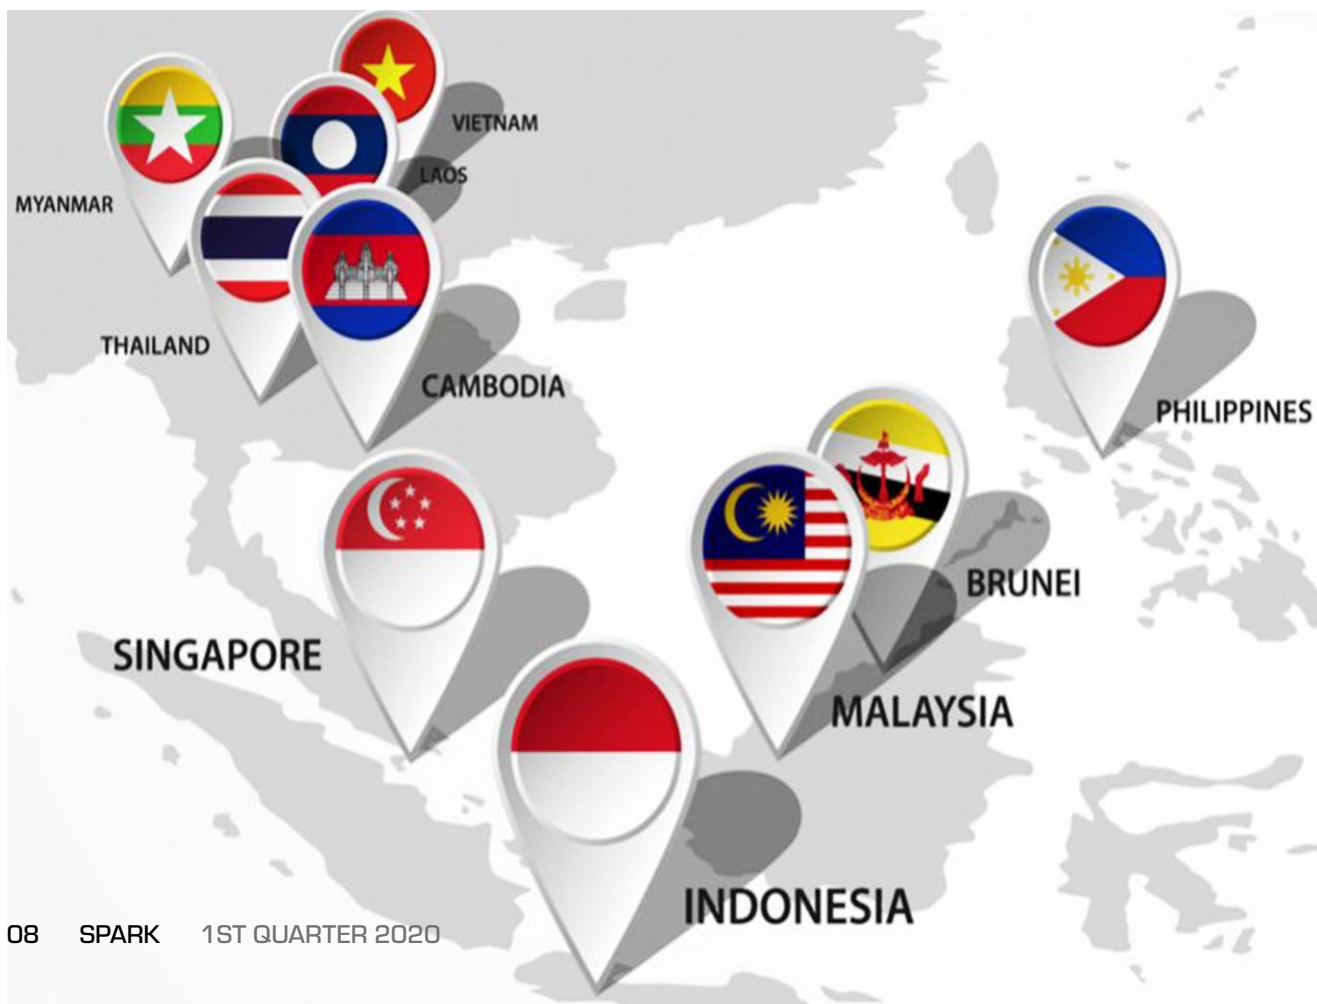 VIETNAM
LAOS
MYANMAR
THAILAND
CAMBODIA
PHILIPPINES
BRUNEI
SINGAPORE
MALAYSIA
INDONESIA
08 SPARK 1ST QUARTER 2020